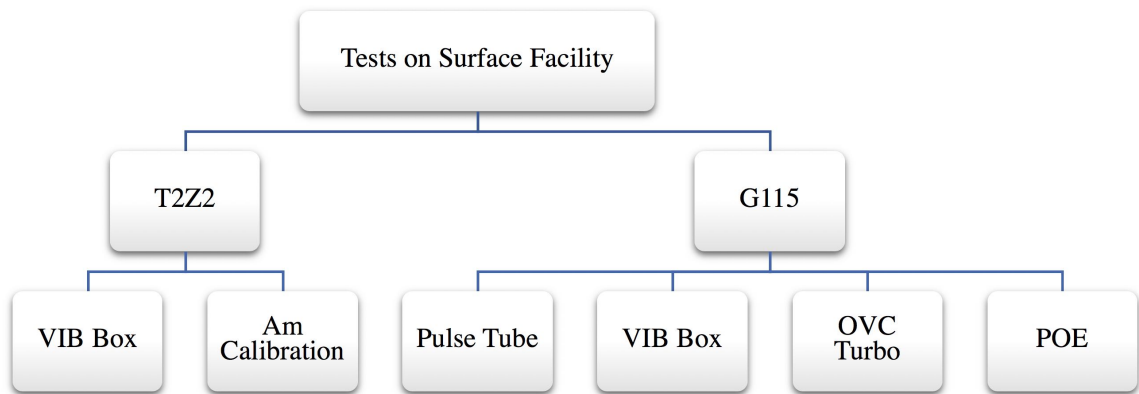 Tests on Surface Facility
T2Z2
G115
VIB Box
Am
Calibration
Pulse Tube
VIB Box
OVC
Turbo
POE